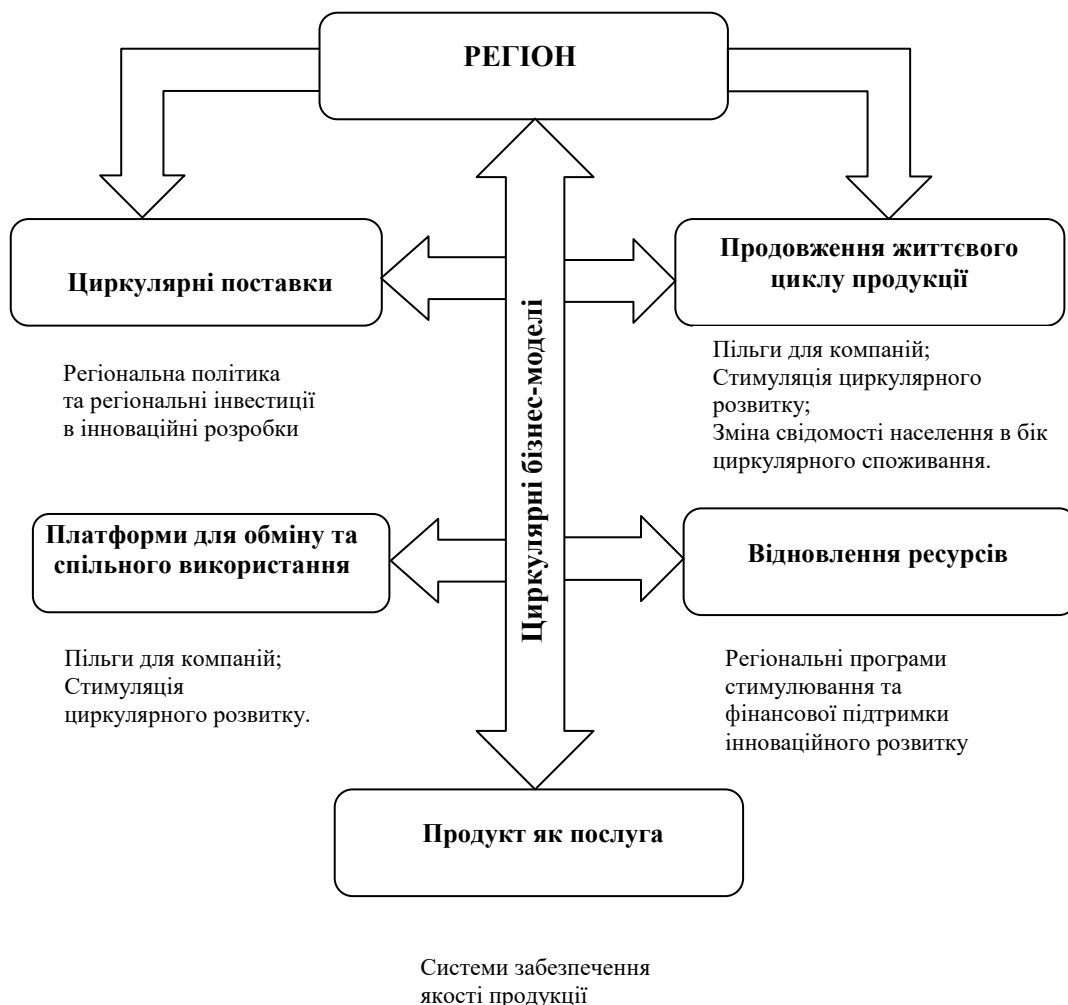 РЕГІОН
Циркулярні поставки
Продовження життєвого
циклу продукції
Регіональна політика
та регіональні інвестиції
в інноваційні розробки
Пільги для компаній;
Стимуляція циркулярного
розвитку;
Зміна свідомості населення в бік
циркулярного споживання.
Циркулярні бізнес-моделі
Платформи для обміну та
спільного використання
Відновлення ресурсів
Пільги для компаній;
Стимуляція
циркулярного розвитку.
Регіональні програми
стимулювання та
фінансової підтримки
інноваційного розвитку
Продукт як послуга
Системи забезпечення
якості продукції